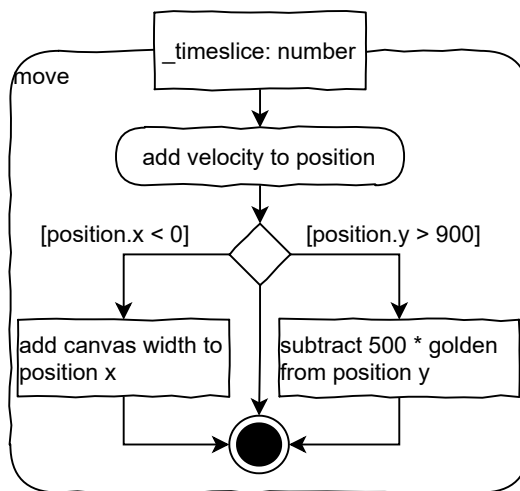 _timeslice: number
move
add velocity to position
[position.x < 0]
[position.y > 900]
add canvas width to
position x
subtract 500 * golden
from position y